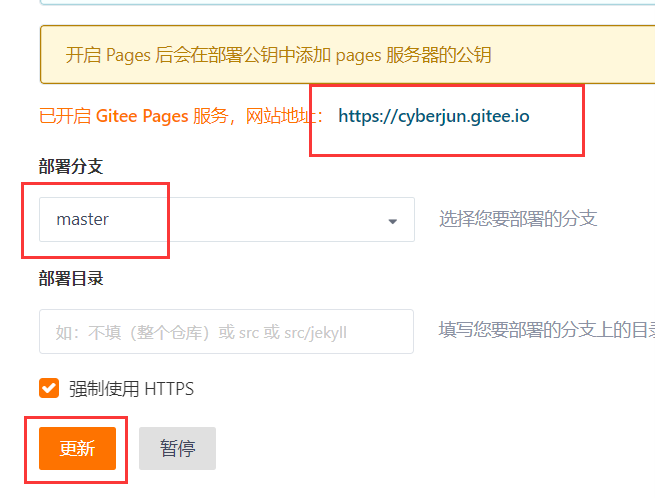 开启 Pages 后会在部署公钥中添加 pages 服务器的公钥
已开启 Gitee Pages 服务，网站地址： https://cyberjun.gitee.io
部署分支
master 选择您要部署的分支
部署目录
如：不填（整个仓库）或 src 或 src/jekyll 填写您要部署的分支上的目录
强制使用 HTTPS
更新 暂停